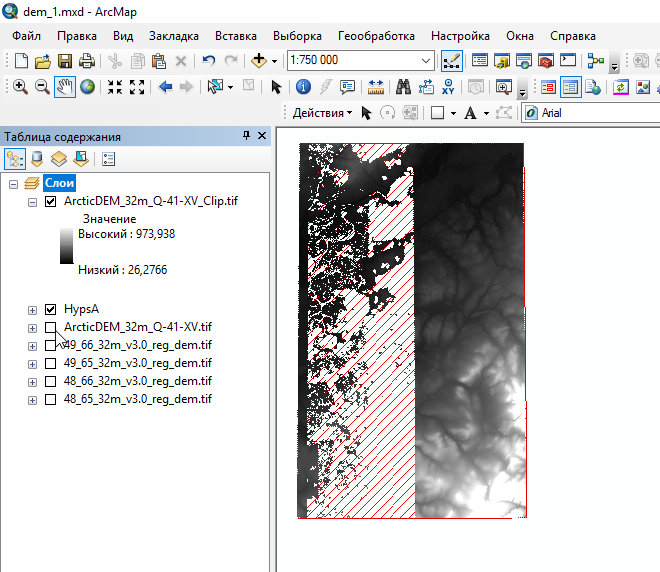 dem_1.mxd - ArcMap
Файл Правка Вид Закладка Вставка Выборка Геообработка Настройка Окна Справка
1:750 000
Действия
A
Arial
Таблица содержания
Слои
ArcticDEM_32m_Q-41-XV_Clip.tif
Значение
Высокий : 973,938
Низкий : 26,2766
HypsA
ArcticDEM_32m_Q-41-XV.tif
49_66_32m_v3.0_reg_dem.tif
49_65_32m_v3.0_reg_dem.tif
48_66_32m_v3.0_reg_dem.tif
48_65_32m_v3.0_reg_dem.tif